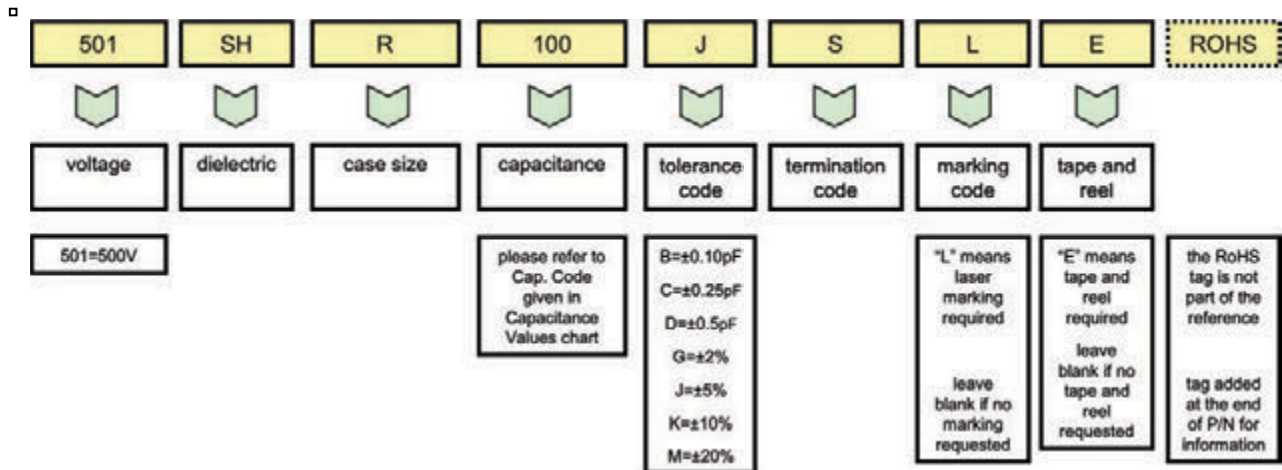 501 SH R 100 J S L E ROHS
voltage
dielectric
case size
capacitance
tolerance
code
termination
code
marking
code
tape and
reel
501=500V
please refer to
Cap. Code
given in
Capacitance
Values chart
B=±0.10pF
C=±0.25pF
D=±0.5pF
G=±2%
J=±5%
K=±10%
M=±20%
"L" means
laser
marking
required
leave
blank if no
marking
requested
"E" means
tape and
reel
required
leave
blank if no
tape and
reel
requested
the RoHS
tag is not
part of the
reference
tag added
at the end
of P/N for
information